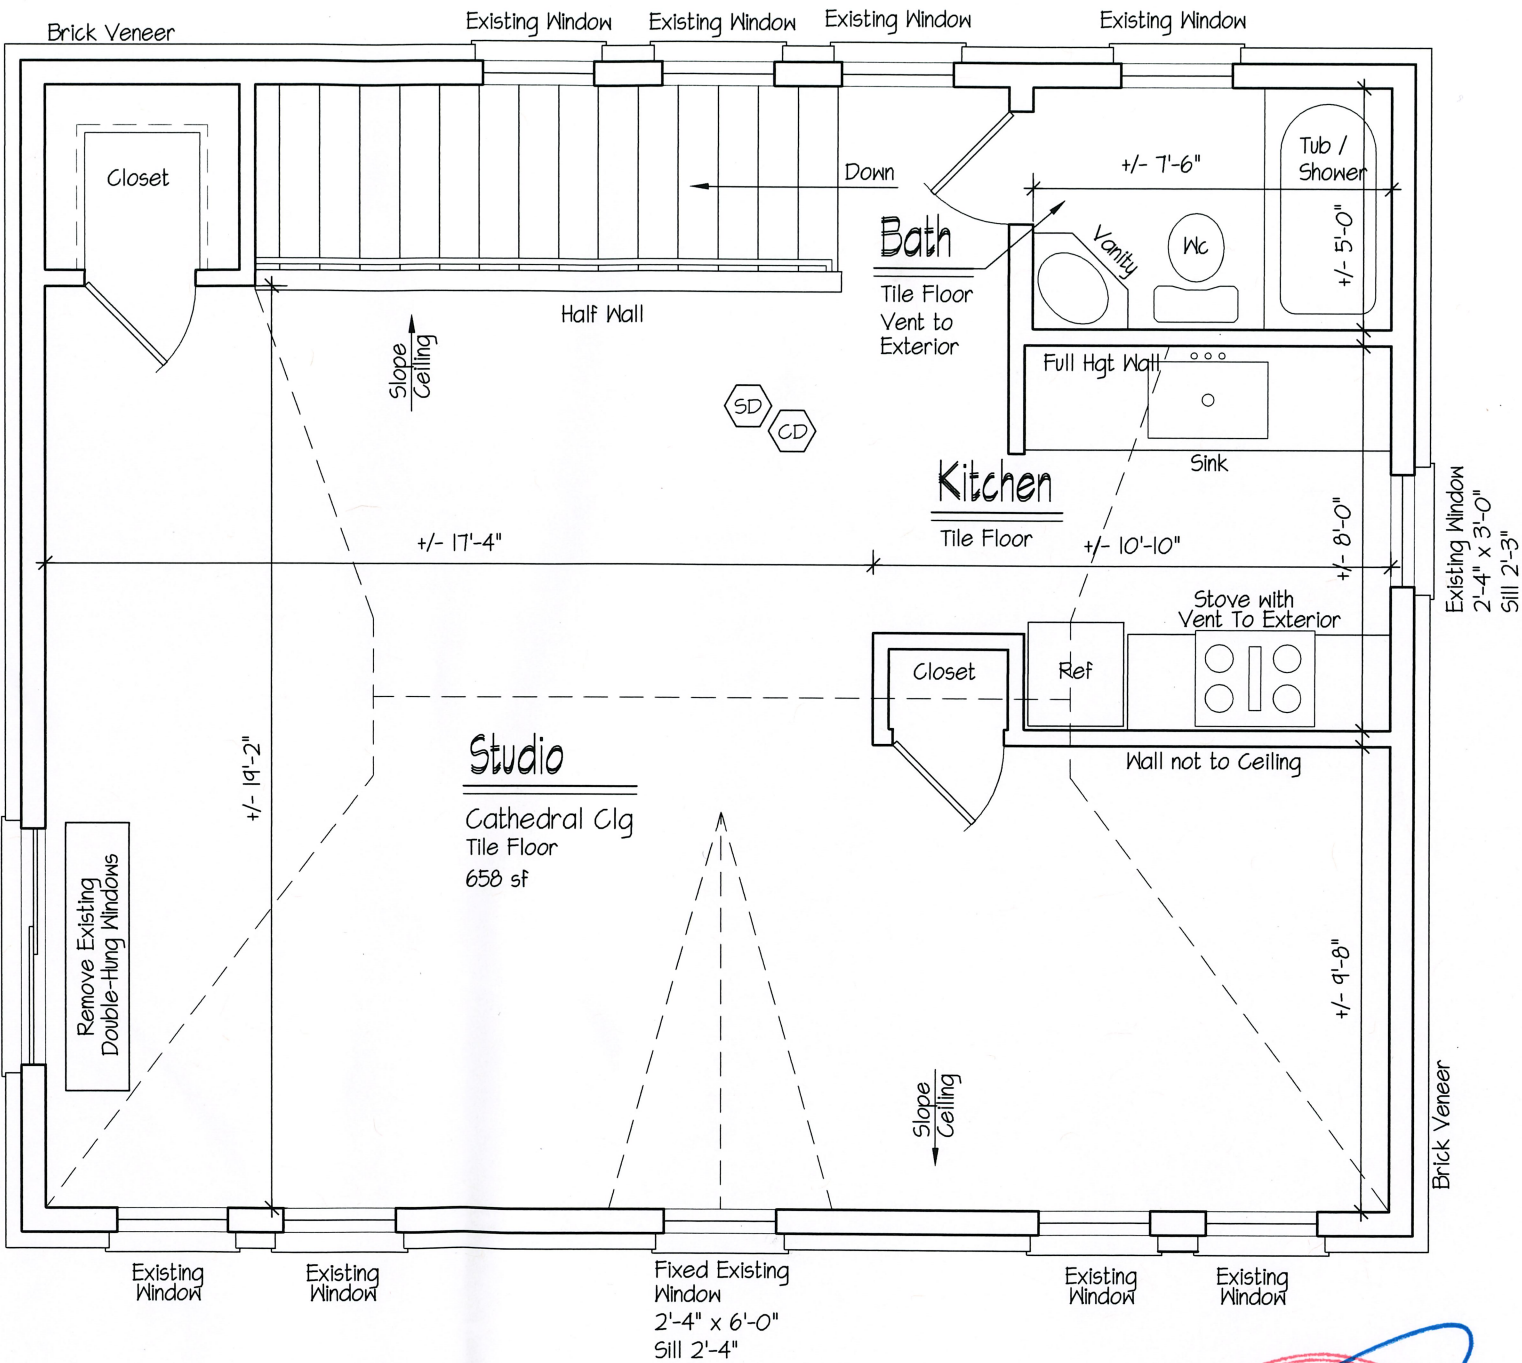 Brick Veneer
Existing Window
Existing Window
Existing Window
Existing Window
Closet
Down
Tub /
Shower
+/- 7'-6"
Bath
Tile Floor
Vent to
Exterior
Vanity
Wc
+/- 5'-0"
Half Wall
Slope
Ceiling
SD
CD
Full Hgt Wall
Sink
Kitchen
Tile Floor
+/- 17'-4"
+/- 10'-10"
+/- 8'-0"
Existing Window
2'-4" x 3'-0"
Sill 2'-3"
Stove with
Vent To Exterior
Closet
Ref
Wall not to Ceiling
+/- 19'-2"
Studio
Cathedral Clg
Tile Floor
658 sf
Remove Existing
Double-Hung Windows
+/- 9'-8"
Slope
Ceiling
Brick Veneer
Existing
Window
Existing
Window
Fixed Existing
Window
2'-4" x 6'-0"
Sill 2'-4"
Existing
Window
Existing
Window